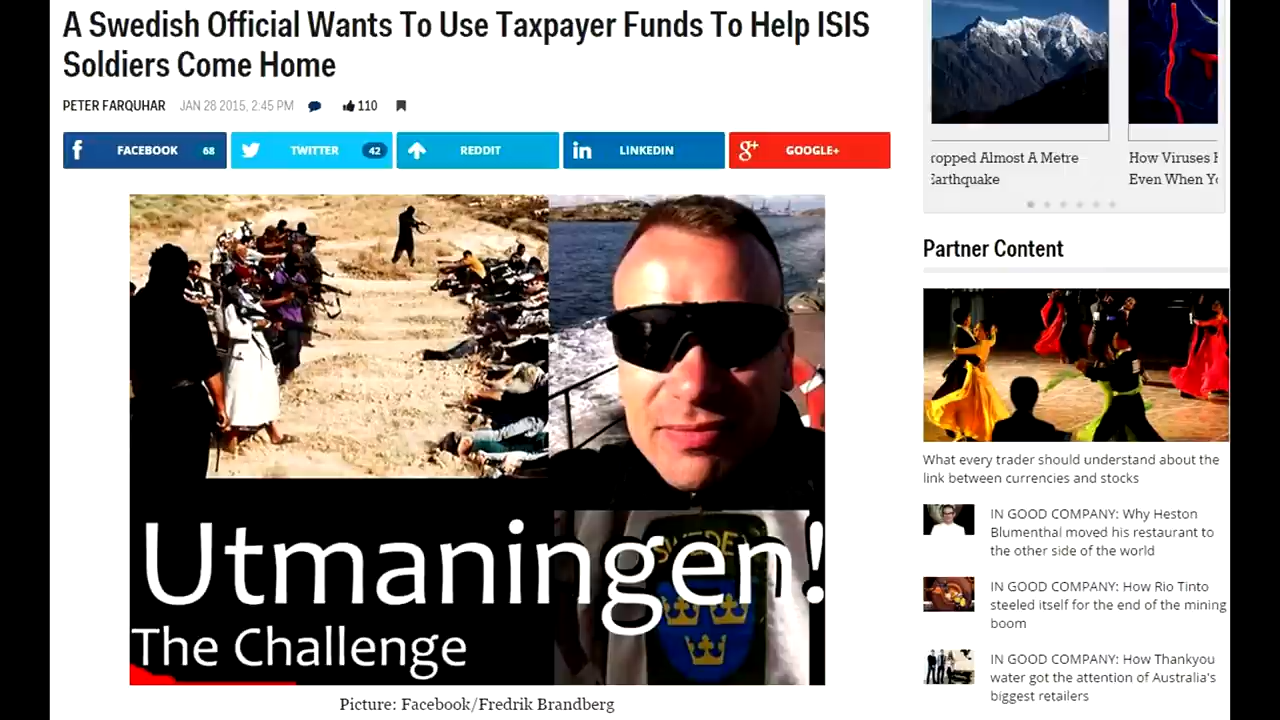 A Swedish Official Wants To Use Taxpayer Funds To Help ISIS
Soldiers Come Home
PETER FARQUHAR JAN 28 2015, 2:45 PM 110
FACEBOOK 68
TWITTER 42
REDDIT
LINKEDIN
GOOGLE+
SWEDEN
Utmaningen!
The Challenge
Picture: Facebook/Fredrik Brandberg
Almost A Metre
How Viruses
Even When
Partner Content
What every trader should understand about the
link between currencies and stocks
IN GOOD COMPANY: Why Heston
Blumenthal moved his restaurant to
the other side of the world
IN GOOD COMPANY: How Rio Tinto
steeled itself for the end of the mining
boom
IN GOOD COMPANY: How Thankyou
water got the attention of Australia's
biggest retailers